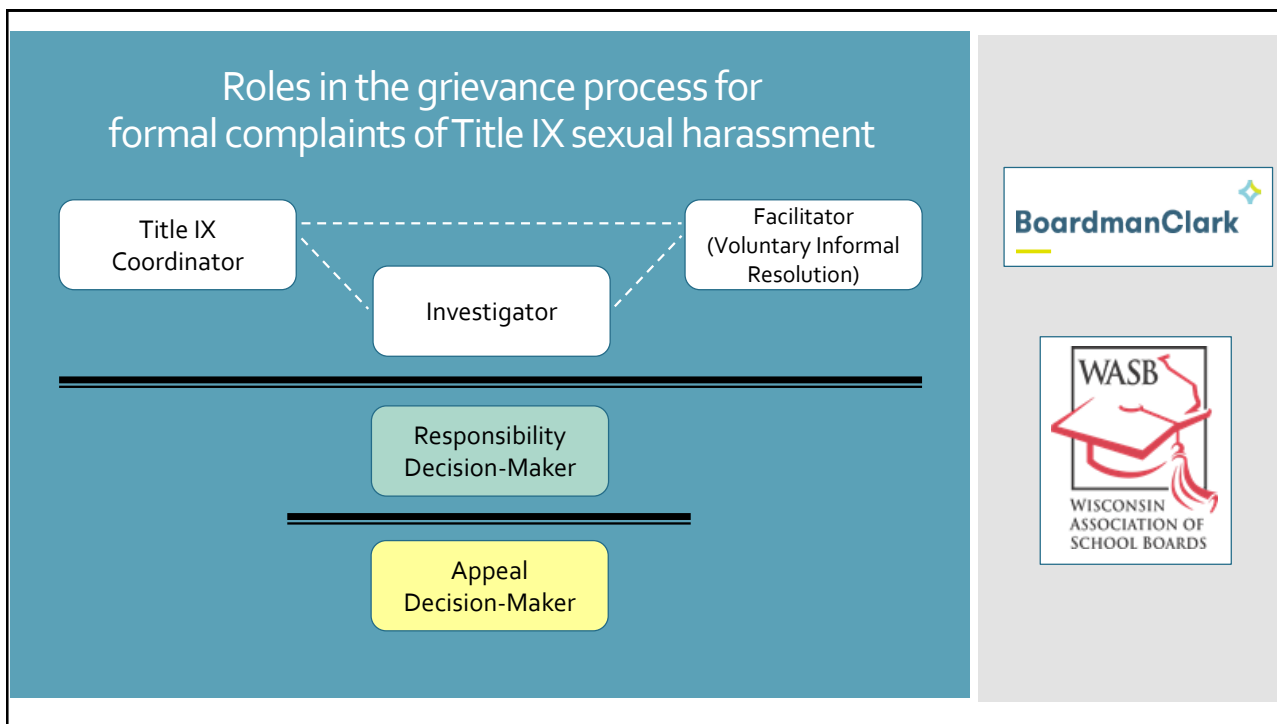 Roles in the grievance process for
formal complaints of Title IX sexual harassment
Title IX
Coordinator
Facilitator
(Voluntary Informal
Resolution)
Investigator
Responsibility
Decision-Maker
Appeal
Decision-Maker
BoardmanClark
WASB
WISCONSIN
ASSOCIATION OF
SCHOOL BOARDS